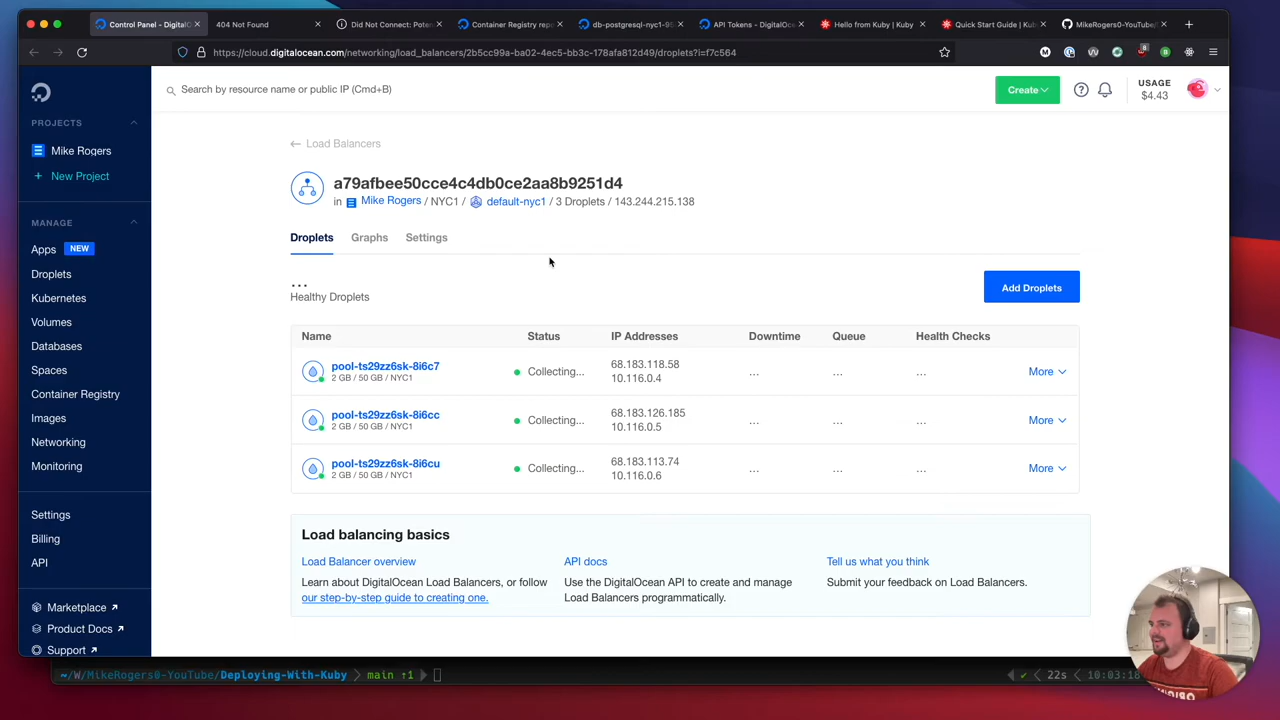 Control Panel - DigitalO
404 Not Found
Did Not Connect: Poten
Container Registry repo
db-postgresql-nyc1-9
API Tokens - DigitalOce
Hello from Kuby | Kuby
Quick Start Guide | Kub
MikeRogers0-YouTube/
https://cloud.digitalocean.com/networking/load_balancers/2b5cc99a-ba02-4ec5-bb3c-178afa812d49/droplets?i=f7c564
8
Search by resource name or public IP (Cmd+B)
Create
USAGE
$4.43
PROJECTS
Mike Rogers
+ New Project
MANAGE
Apps NEW
Droplets
Kubernetes
Volumes
Databases
Spaces
Container Registry
Images
Networking
Monitoring
Settings
Billing
API
Marketplace ↗
Product Docs ↗
Support ↗
← Load Balancers
a79afbee50cce4c4db0ce2aa8b9251d4
in Mike Rogers / NYC1 / default-nyc1 / 3 Droplets / 143.244.215.138
Droplets Graphs Settings
...
Healthy Droplets
Add Droplets
Name Status IP Addresses Downtime Queue Health Checks
pool-ts29zz6sk-8i6c7
2 GB / 50 GB / NYC1
Collecting...
68.183.118.58
10.116.0.4
... ... ...
More
pool-ts29zz6sk-8i6cc
2 GB / 50 GB / NYC1
Collecting...
68.183.126.185
10.116.0.5
... ... ...
More
pool-ts29zz6sk-8i6cu
2 GB / 50 GB / NYC1
Collecting...
68.183.113.74
10.116.0.6
... ... ...
More
Load balancing basics
Load Balancer overview
Learn about DigitalOcean Load Balancers, or follow
our step-by-step guide to creating one.
API docs
Use the DigitalOcean API to create and manage
Load Balancers programmatically.
Tell us what you think
Submit your feedback on Load Balancers.
~/W/MikeRogers0-YouTube/Deploying-With-Kuby main ↑1
✓ 22s 10:03:18